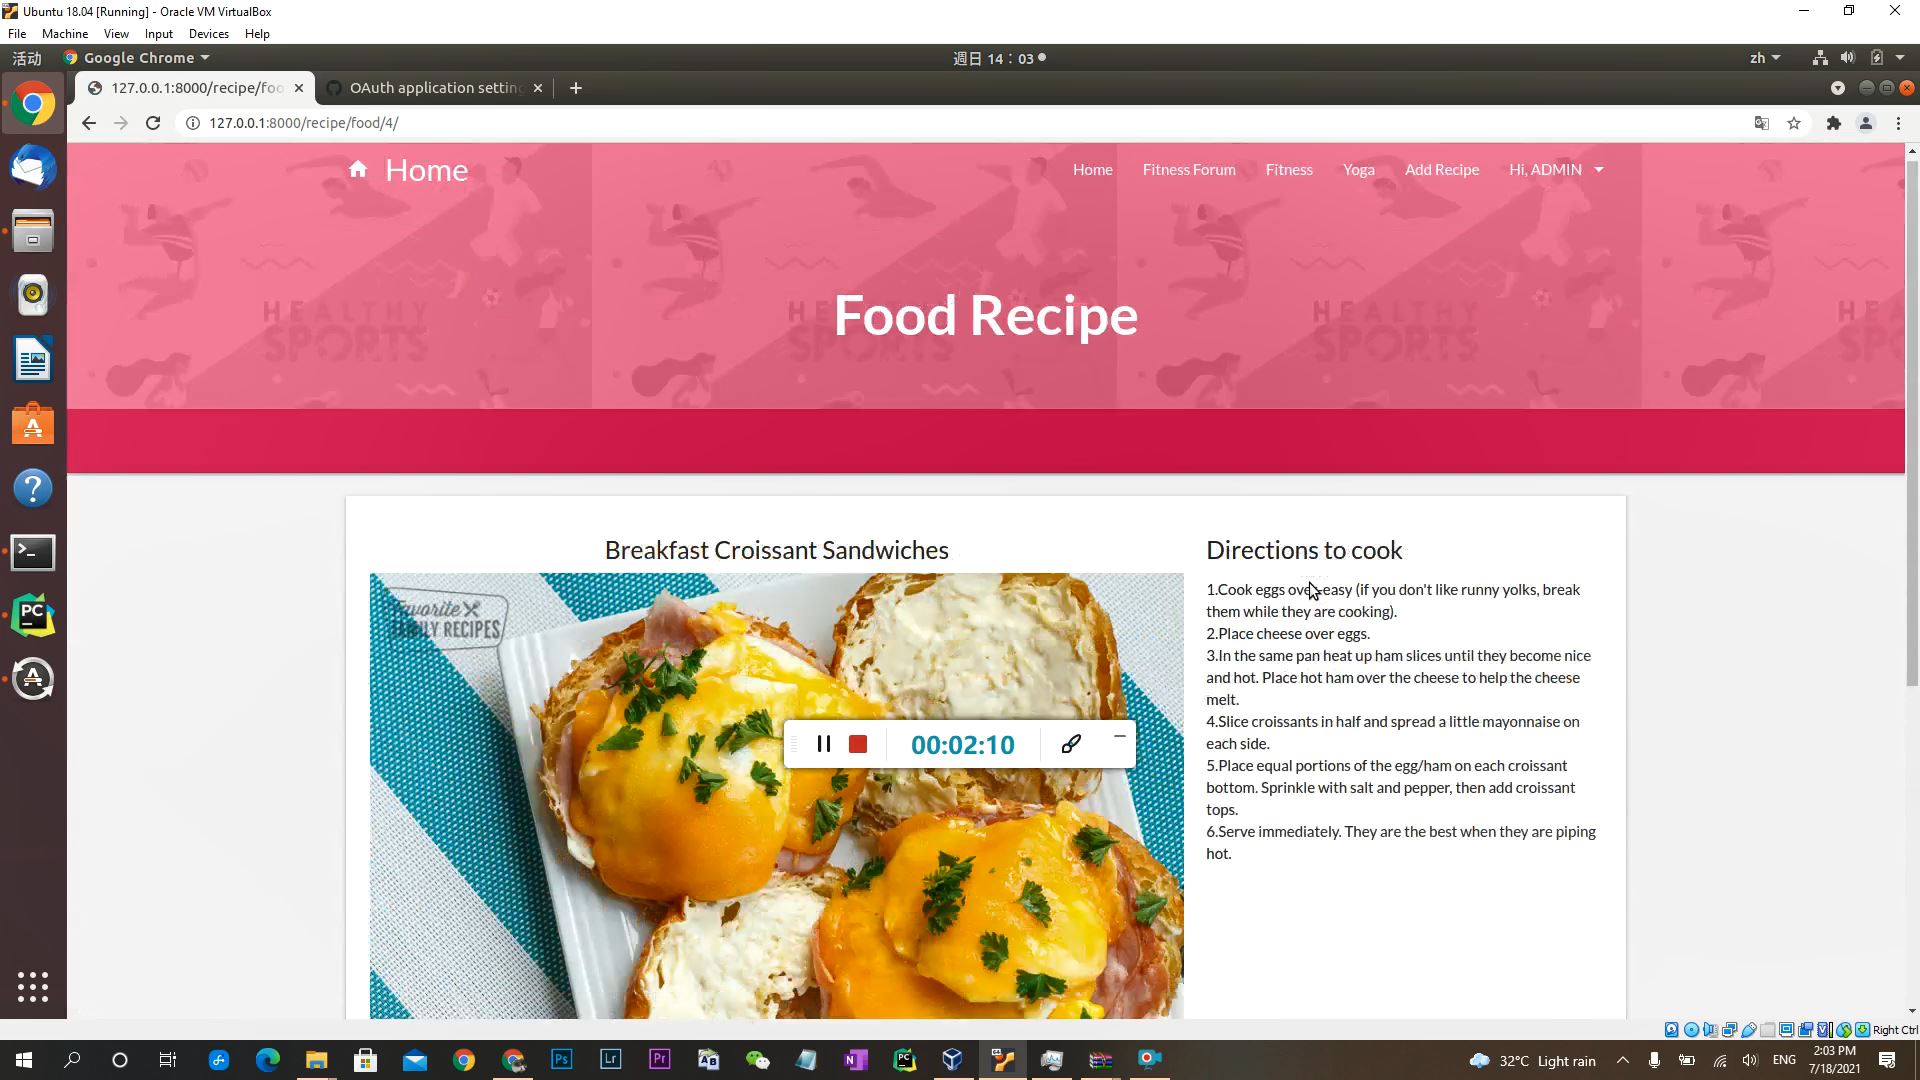 Ubuntu 18.04 [Running] - Oracle VM VirtualBox
File Machine View Input Devices Help
活动 Google Chrome 週日 14：03 zh
127.0.0.1:8000/recipe/foo OAuth application settin
127.0.0.1:8000/recipe/food/4/
Home Home Fitness Forum Fitness Yoga Add Recipe Hi, ADMIN
HEALTHY SPORTS
HEALTHY SPORTS
HEALTHY SPORTS
Food Recipe
Breakfast Croissant Sandwiches
Favorite
FAMILY RECIPES
00:02:10
Directions to cook
1.Cook eggs over easy (if you don't like runny yolks, break
them while they are cooking).
2.Place cheese over eggs.
3.In the same pan heat up ham slices until they become nice
and hot. Place hot ham over the cheese to help the cheese
melt.
4.Slice croissants in half and spread a little mayonnaise on
each side.
5.Place equal portions of the egg/ham on each croissant
bottom. Sprinkle with salt and pepper, then add croissant
tops.
6.Serve immediately. They are the best when they are piping
hot.
Right Ctrl
Ps Lr Pr PC
32°C Light rain ENG 2:03 PM
7/18/2021